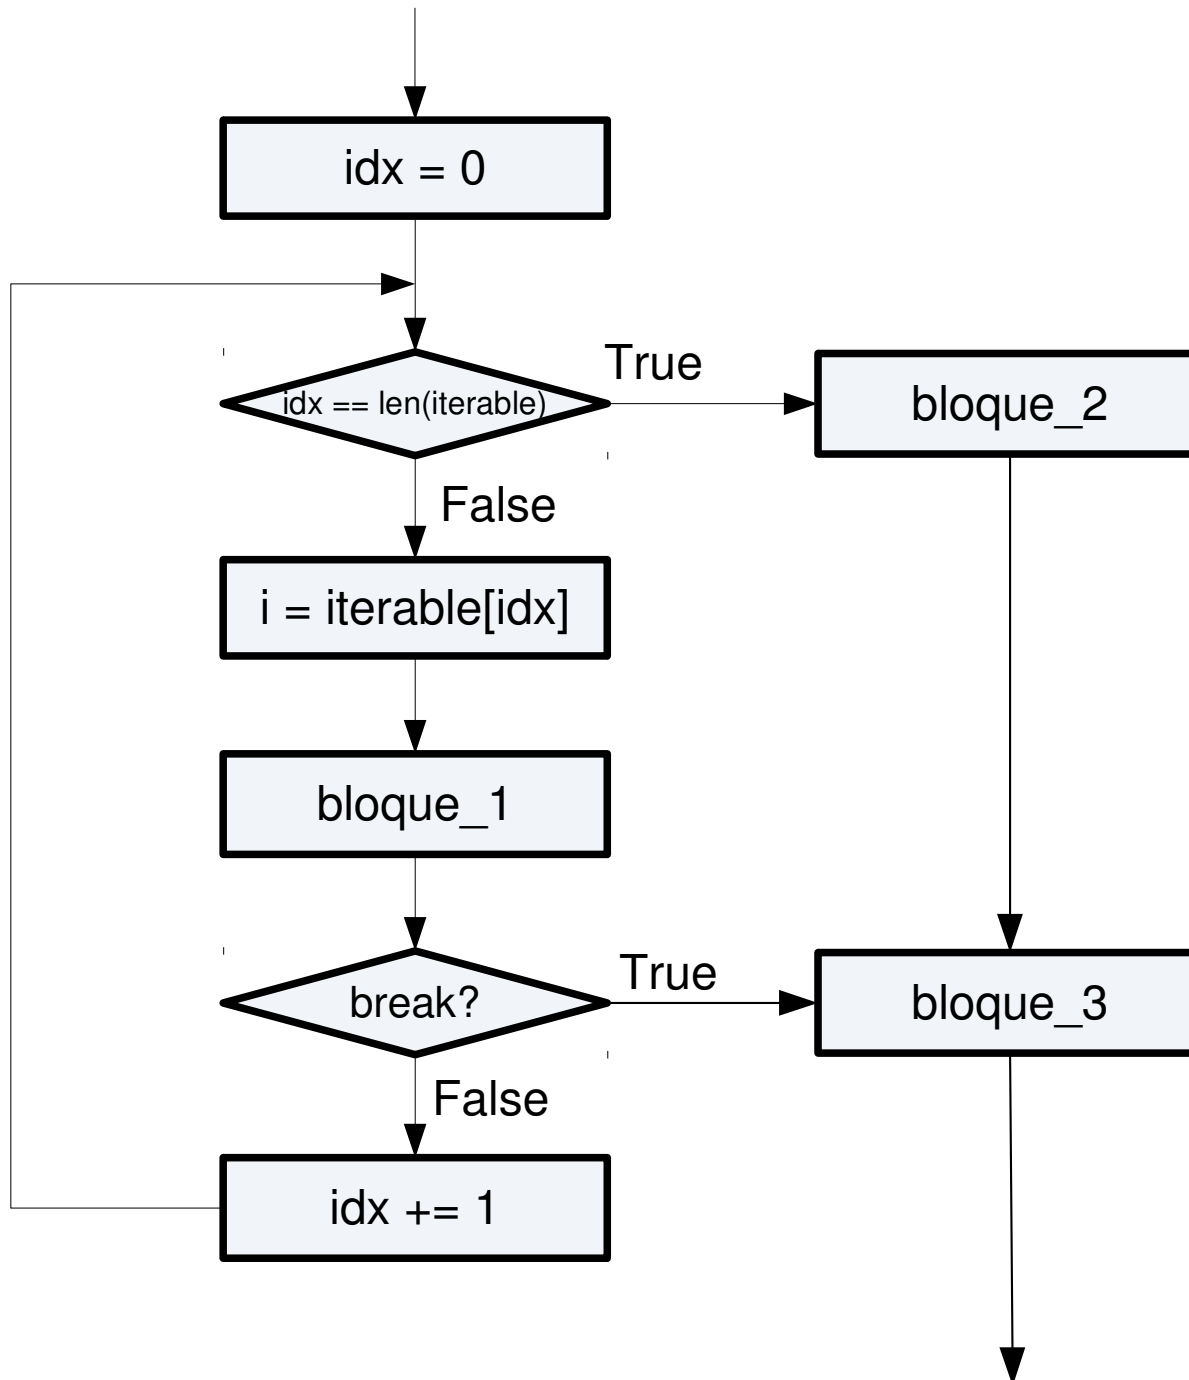 idx = 0
idx == len(iterable)
True
bloque_2
False
i = iterable[idx]
bloque_1
break?
True
bloque_3
False
idx += 1